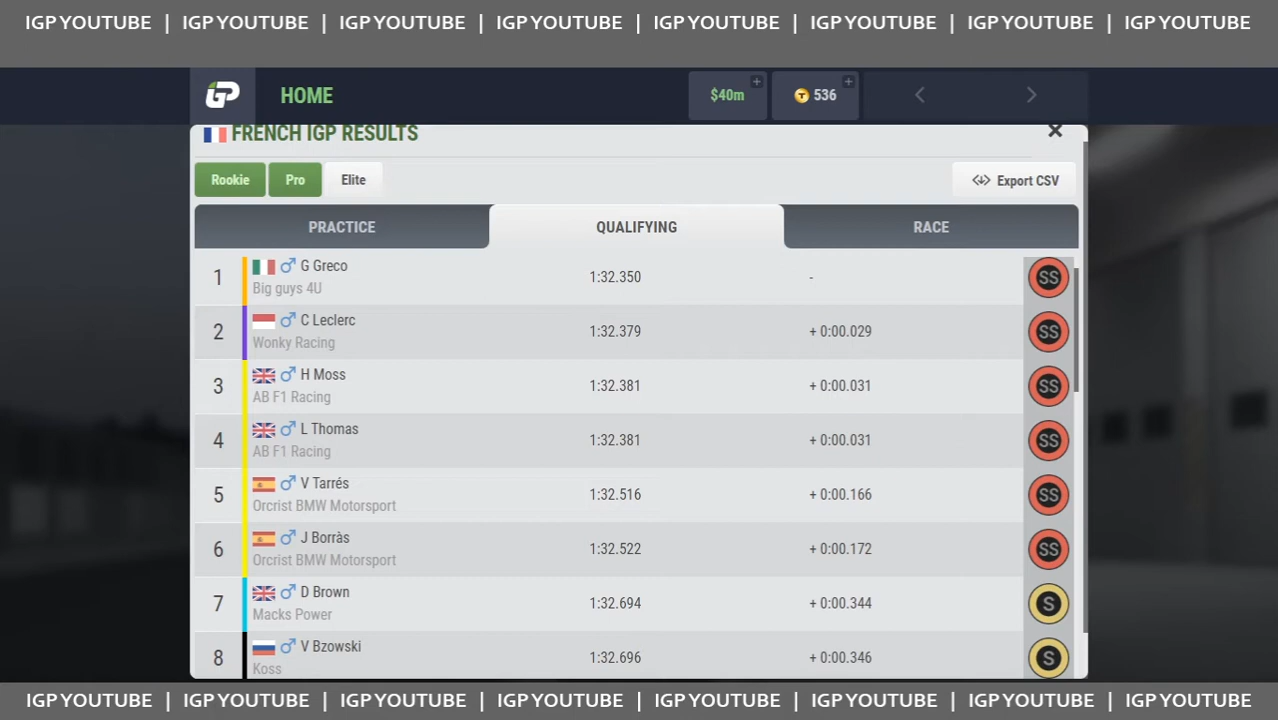 IGP YOUTUBE | IGP YOUTUBE | IGP YOUTUBE | IGP YOUTUBE | IGP YOUTUBE | IGP YOUTUBE | IGP YOUTUBE | IGP YOUTUBE
GP HOME $40m + T 536 +
FRENCH IGP RESULTS ×
Rookie Pro Elite Export CSV
PRACTICE QUALIFYING RACE
1 G Greco 1:32.350 - SS
Big guys 4U
2 C Leclerc 1:32.379 + 0:00.029 SS
Wonky Racing
3 H Moss 1:32.381 + 0:00.031 SS
AB F1 Racing
4 L Thomas 1:32.381 + 0:00.031 SS
AB F1 Racing
5 V Tarrés 1:32.516 + 0:00.166 SS
Orcrist BMW Motorsport
6 J Borràs 1:32.522 + 0:00.172 SS
Orcrist BMW Motorsport
7 D Brown 1:32.694 + 0:00.344 S
Macks Power
8 V Bzowski 1:32.696 + 0:00.346 S
Koss
IGP YOUTUBE | IGP YOUTUBE | IGP YOUTUBE | IGP YOUTUBE | IGP YOUTUBE | IGP YOUTUBE | IGP YOUTUBE | IGP YOUTUBE